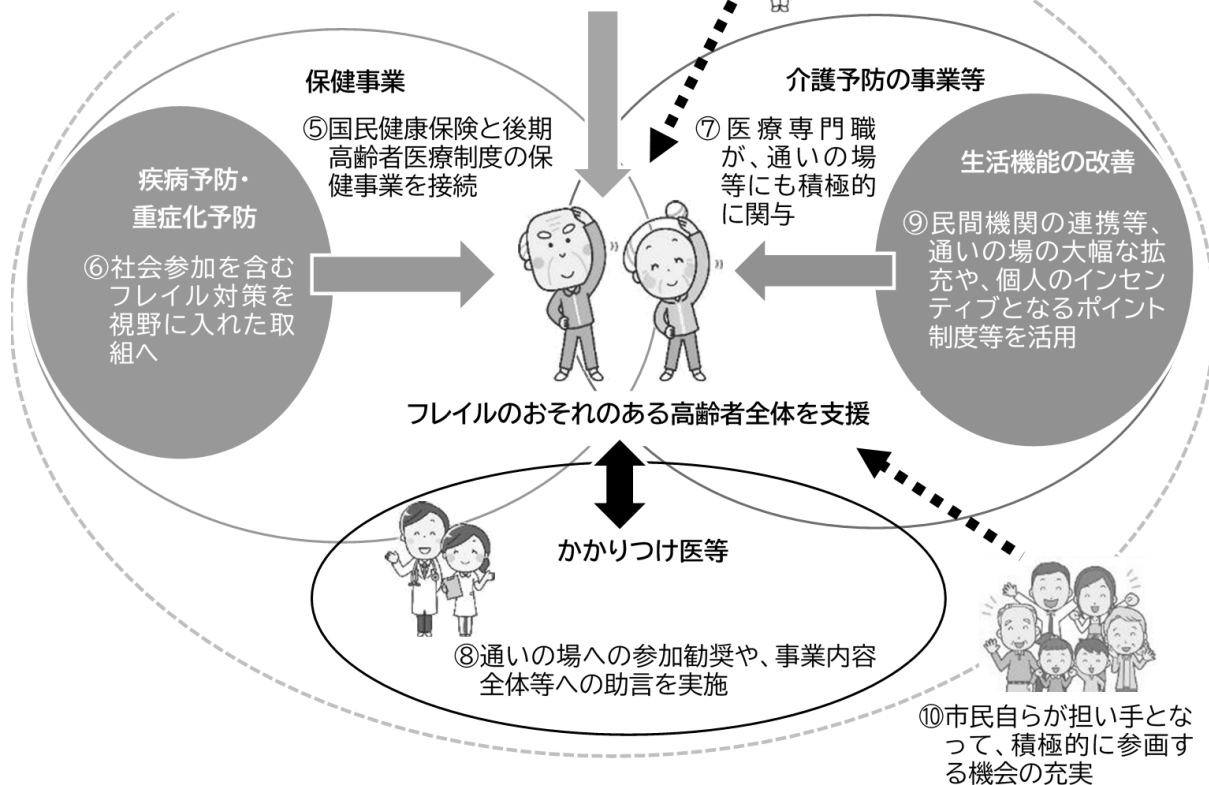 保健事業
⑤国民健康保険と後期
高齢者医療制度の保
健事業を接続
疾病予防・
重症化予防
⑥社会参加を含む
フレイル対策を
視野に入れた取
組へ
介護予防の事業等
⑦医療専門職
が、通いの場
等にも積極的
に関与
生活機能の改善
⑨民間機関の連携等、
通いの場の大幅な拡
充や、個人のインセン
ティブとなるポイント
制度等を活用
フレイルのおそれのある高齢者全体を支援
かかりつけ医等
⑧通いの場への参加勧奨や、事業内容
全体等への助言を実施
⑩市民自らが担い手とな
って、積極的に参画す
る機会の充実